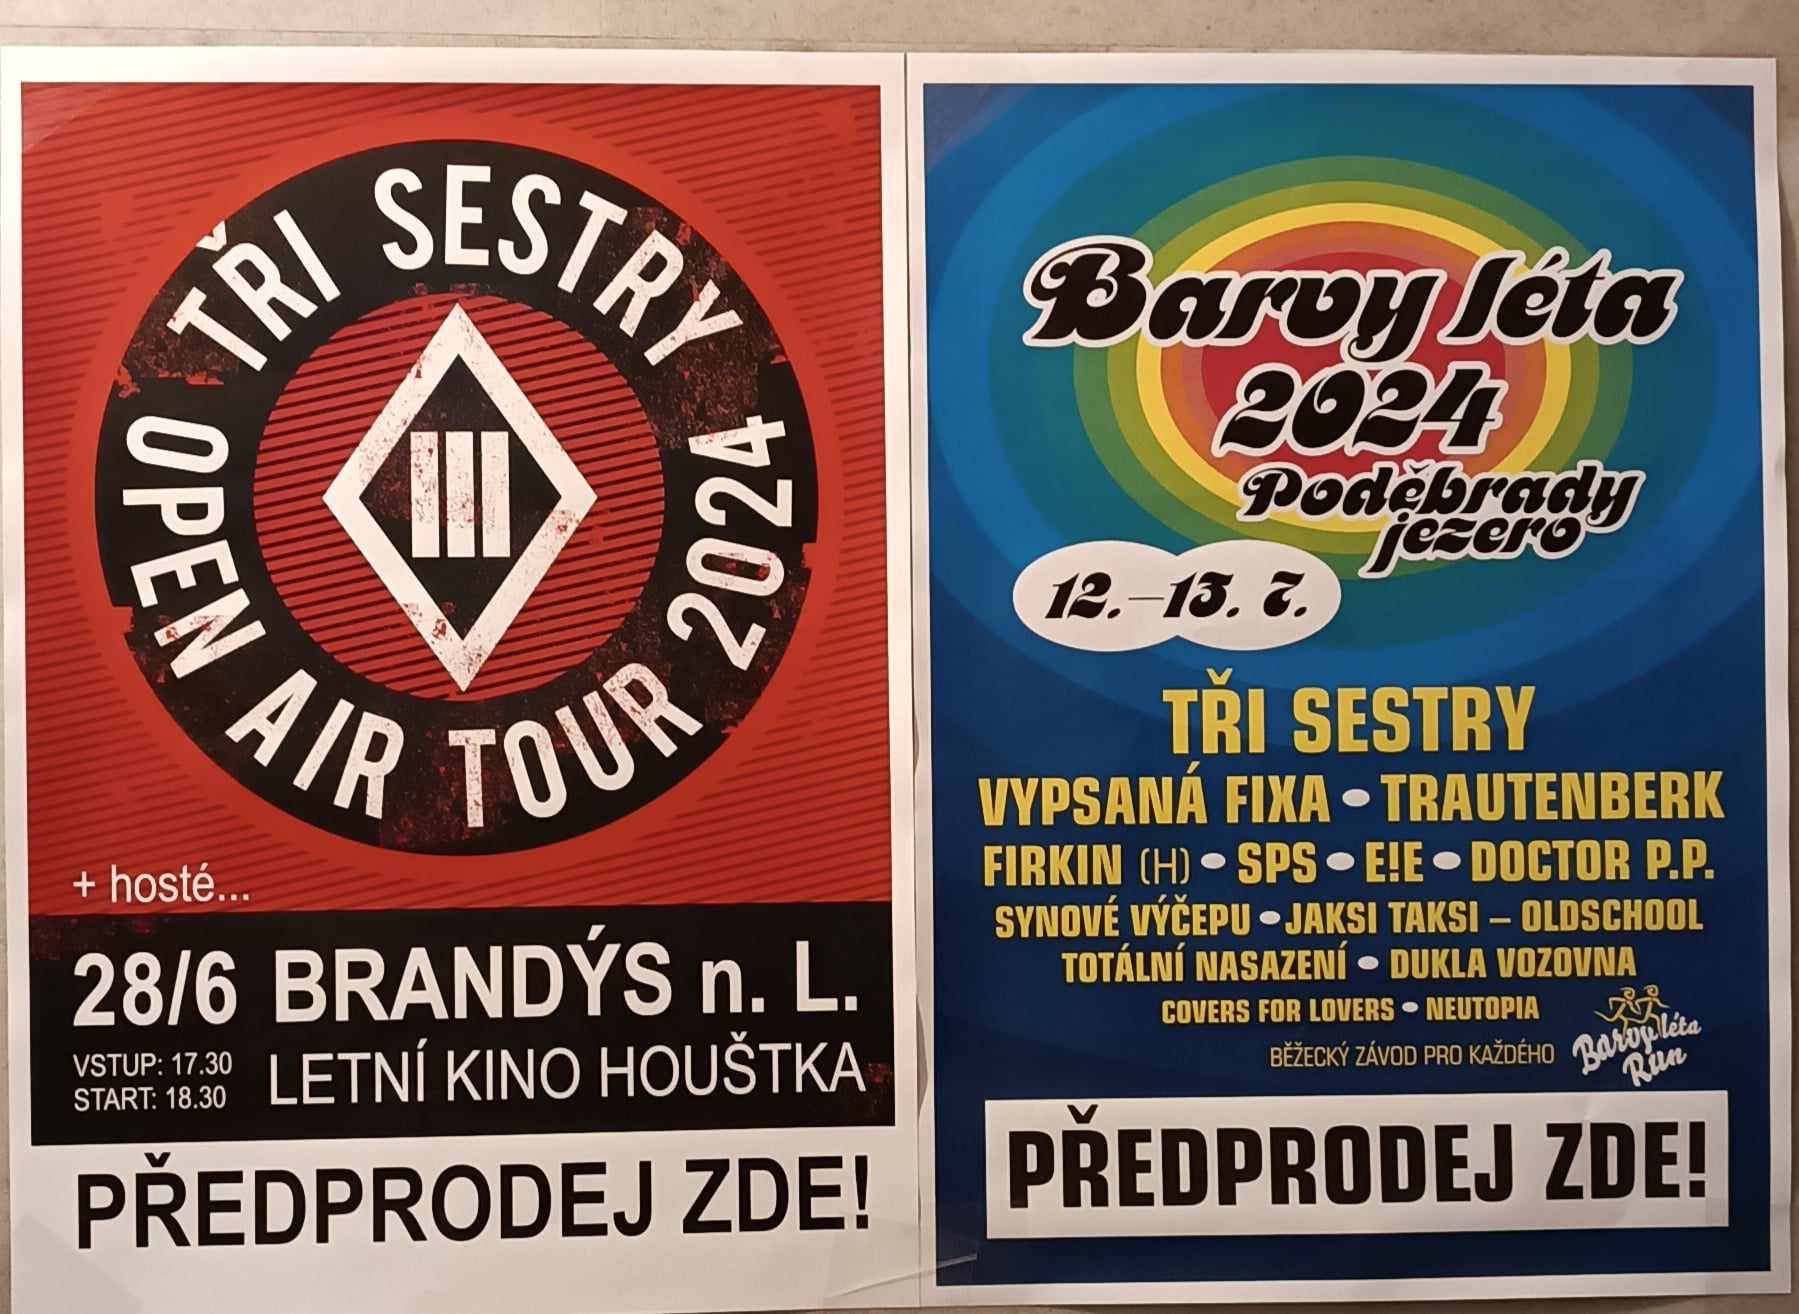 TŘI SESTRY
OPEN AIR TOUR 2024
III
+ hosté...
28/6 BRANDÝS n. L.
VSTUP: 17.30
START: 18.30
LETNÍ KINO HOUŠTKA
PŘEDPRODEJ ZDE!
Barvy léta
2024
Poděbrady
jezero
12.–13. 7.
TŘI SESTRY
VYPSANÁ FIXA • TRAUTENBERK
FIRKIN (H) • SPS • E!E • DOCTOR P.P.
SYNOVÉ VÝČEPU • JAKSI TAKSI – OLDSCHOOL
TOTÁLNÍ NASAZENÍ • DUKLA VOZOVNA
COVERS FOR LOVERS • NEUTOPIA
BĚŽECKÝ ZÁVOD PRO KAŽDÉHO
Barvy léta
Run
PŘEDPRODEJ ZDE!